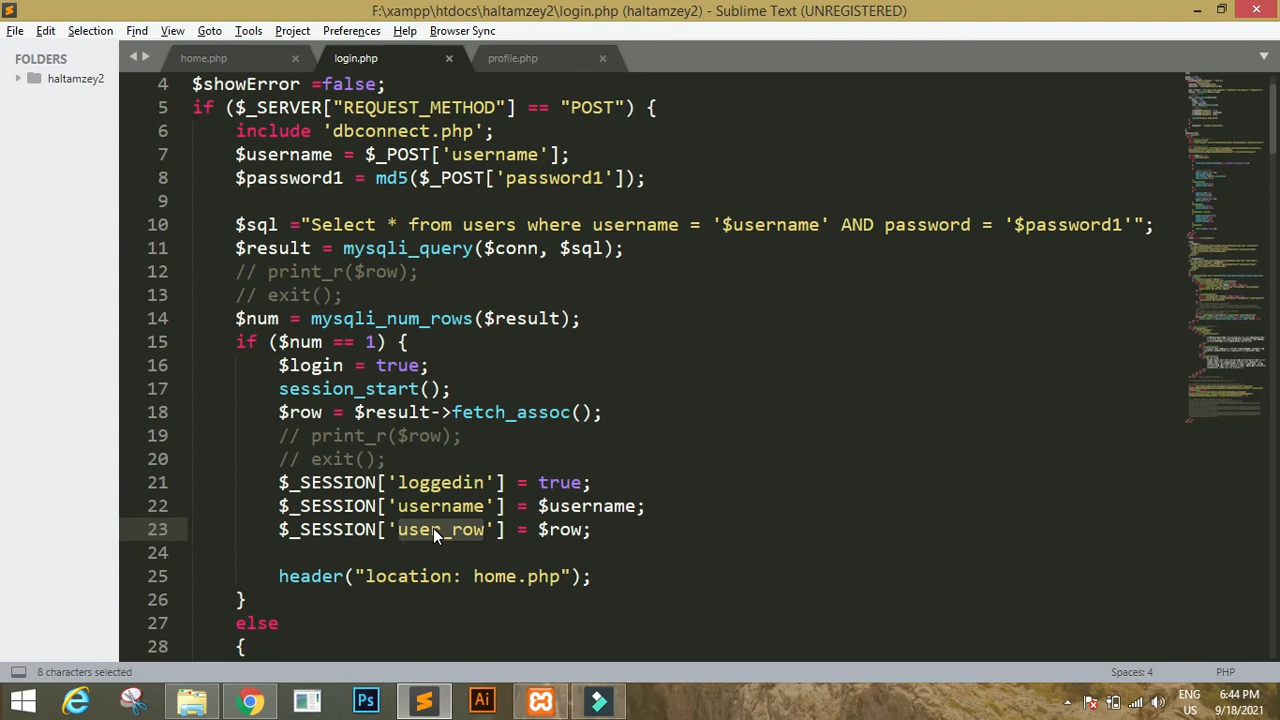 F:\xampp\htdocs\haltamzey2\login.php (haltamzey2) - Sublime Text (UNREGISTERED)
File Edit Selection Find View Goto Tools Project Preferences Help Browser Sync
FOLDERS
haltamzey2
home.php login.php profile.php
4 $showError =false;
5 if ($_SERVER["REQUEST_METHOD"] == "POST") {
6 include 'dbconnect.php';
7 $username = $_POST['username'];
8 $password1 = md5($_POST['password1']);
9
10 $sql ="Select * from users where username = '$username' AND password = '$password1'";
11 $result = mysqli_query($conn, $sql);
12 // print_r($row);
13 // exit();
14 $num = mysqli_num_rows($result);
15 if ($num == 1) {
16 $login = true;
17 session_start();
18 $row = $result->fetch_assoc();
19 // print_r($row);
20 // exit();
21 $_SESSION['loggedin'] = true;
22 $_SESSION['username'] = $username;
23 $_SESSION['user_row'] = $row;
24
25 header("location: home.php");
26 }
27 else
28 {
8 characters selected Spaces: 4 PHP
Ps Ai
ENG 6:44 PM
US 9/18/2021